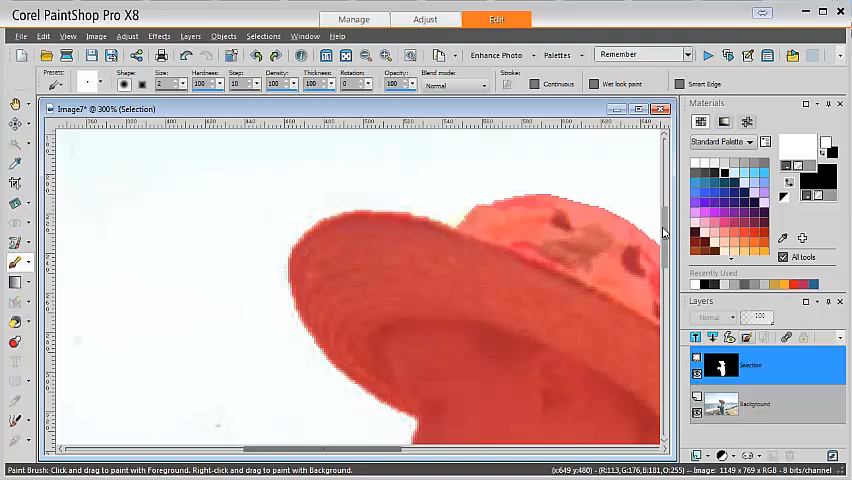 Corel PaintShop Pro X8
Manage
Adjust
Edit
File Edit View Image Adjust Effects Layers Objects Selections Window Help
Enhance Photo
Palettes
Remember
Presets:
Shape:
Size:
Hardness:
Step:
Density:
Thickness:
Rotation:
Opacity:
Blend mode:
Stroke:
2
100
10
100
100
0
100
Normal
Continuous
Wet look paint
Smart Edge
Image7* @ 300% (Selection)
Materials
Standard Palette
All tools
Recently Used
Layers
Normal
100
Selection
Background
Paint Brush: Click and drag to paint with Foreground. Right-click and drag to paint with Background.
(x:649 y:480) - (R:113,G:176,B:181,O:255) -- Image: 1149 x 769 x RGB - 8 bits/channel